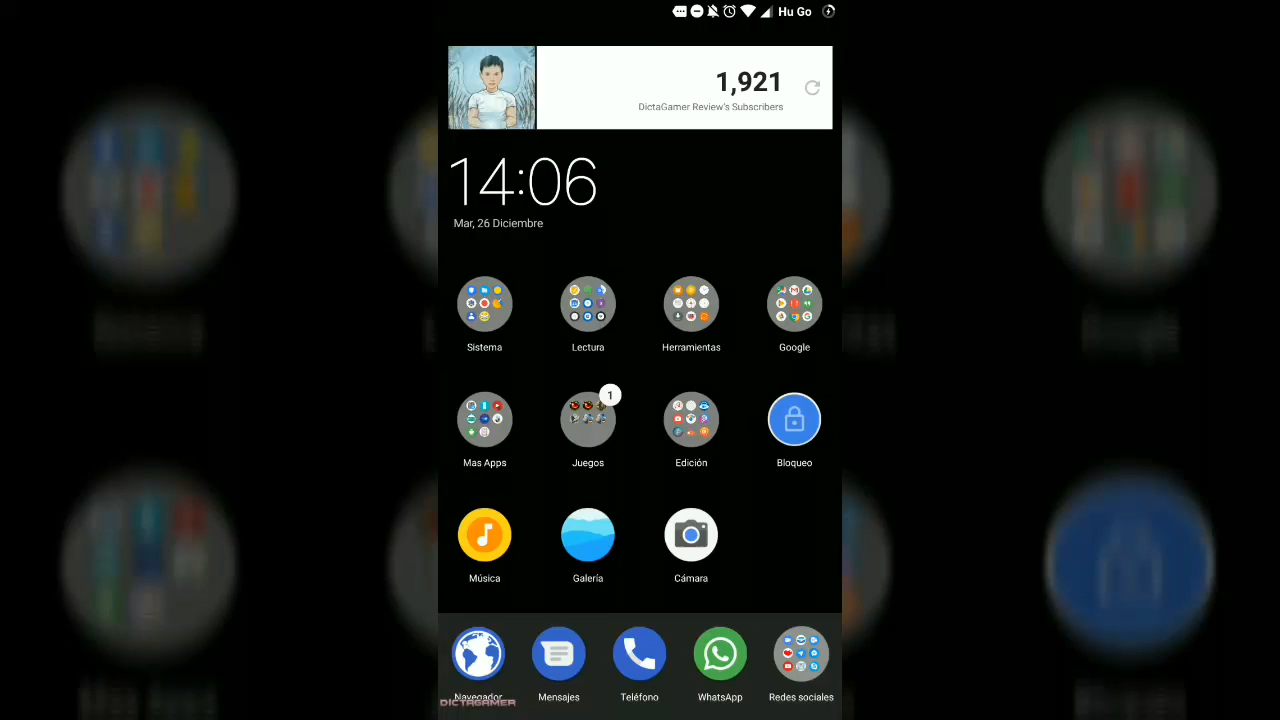 Hu Go
1,921
DictaGamer Review's Subscribers
14:06
Mar, 26 Diciembre
Sistema
Lectura
Herramientas
Google
1
Mas Apps
Juegos
Edición
Bloqueo
Música
Galería
Cámara
Navegador
Mensajes
Teléfono
WhatsApp
Redes sociales
DICTAGAMER